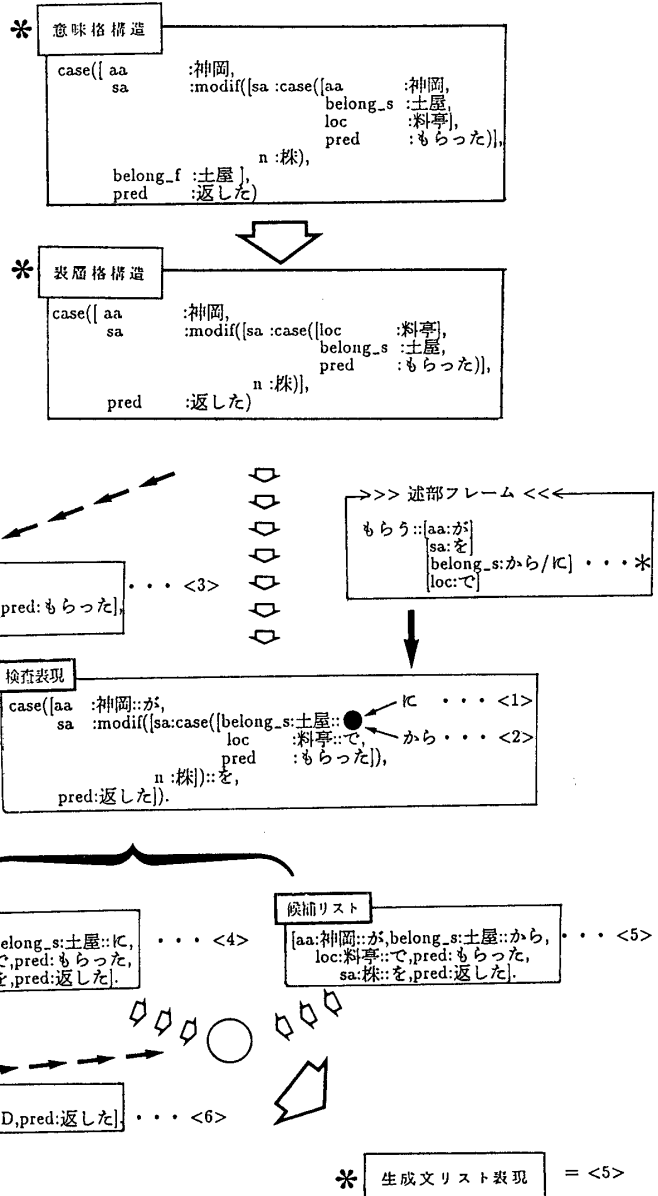 * 意味格構造
case([ aa :神岡,
sa :modif([sa :case([aa :神岡,
belong_s :土屋,
loc :料亭],
pred :もらった)],
n :株),
belong_f :土屋 ],
pred :返した)
* 表層格構造
case([ aa :神岡,
sa :modif([sa :case([loc :料亭],
belong_s :土屋,
pred :もらった)],
n :株)],
pred :返した)
>>> 述部フレーム <<<
もらう::[aa:が]
[sa:を]
[belong_s:から/に] ・・・*
[loc:で]
pred:もらった], ・・・ <3>
検査表現
case([aa :神岡::が,
sa :modif([sa:case([belong_s:土屋::●
loc :料亭::で,
pred :もらった]),
n :株])::を,
pred:返した]).
に ・・・ <1>
から ・・・ <2>
elong_s:土屋::に, ・・・ <4>
で,pred:もらった,
を,pred:返した].
候補リスト
[aa:神岡::が,belong_s:土屋::から, ・・・ <5>
loc:料亭::で,pred:もらった,
sa:株::を,pred:返した].
D,pred:返した]. ・・・ <6>
* 生成文リスト表現 = <5>